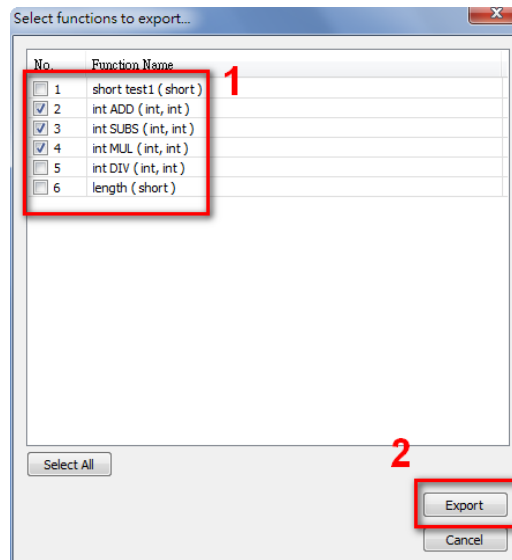 Select functions to export...
No. Function Name
1
1 short test1 ( short )
2 int ADD ( int, int )
3 int SUBS ( int, int )
4 int MUL ( int, int )
5 int DIV ( int, int )
6 length ( short )
Select All
2
Export
Cancel